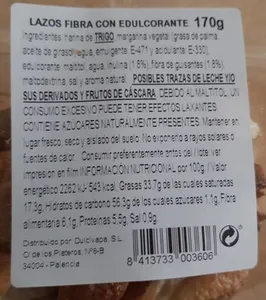 LAZOS FIBRA CON EDULCORANTE 170g
Ingredientes: harina de TRIGO, margarina vegetal (grasa de palma,
aceite de girasol, agua, emulgente, E-471 y acidulante, E-330),
edulcorante, maltitol, agua, inulina (1,8%), fibra de guisantes (1,8%),
maltodextrina, sal y aroma natural. POSIBLES TRAZAS DE LECHE Y/O
SUS DERIVADOS Y FRUTOS DE CÁSCARA. DEBIDO AL MALTITOL, UN
CONSUMO EXCESIVO PUEDE TENER EFECTOS LAXANTES.
CONTIENE AZÚCARES NATURALMENTE PRESENTES. Mantener en
lugar fresco, seco y aislado del suelo. No exponer a rayos solares o
fuentes de calor. Consumir preferentemente antes del/lote: ver
impresión en film. INFORMACIÓN NUTRICIONAL por 100g / Valor
energético 2262 kJ-543 kcal, Grasas 33,7g de las cuales saturadas
17,8g, Hidratos de carbono 56,3g de los cuales azúcares 1,1g, Fibra
alimentaria 6,1g, Proteínas 5,6g, Sal 0,9g.
Distribuido por: Dulcivapa, S.L.
C/ de los Plateros, Nº6-B
34004 - Palencia
8 413733 003606